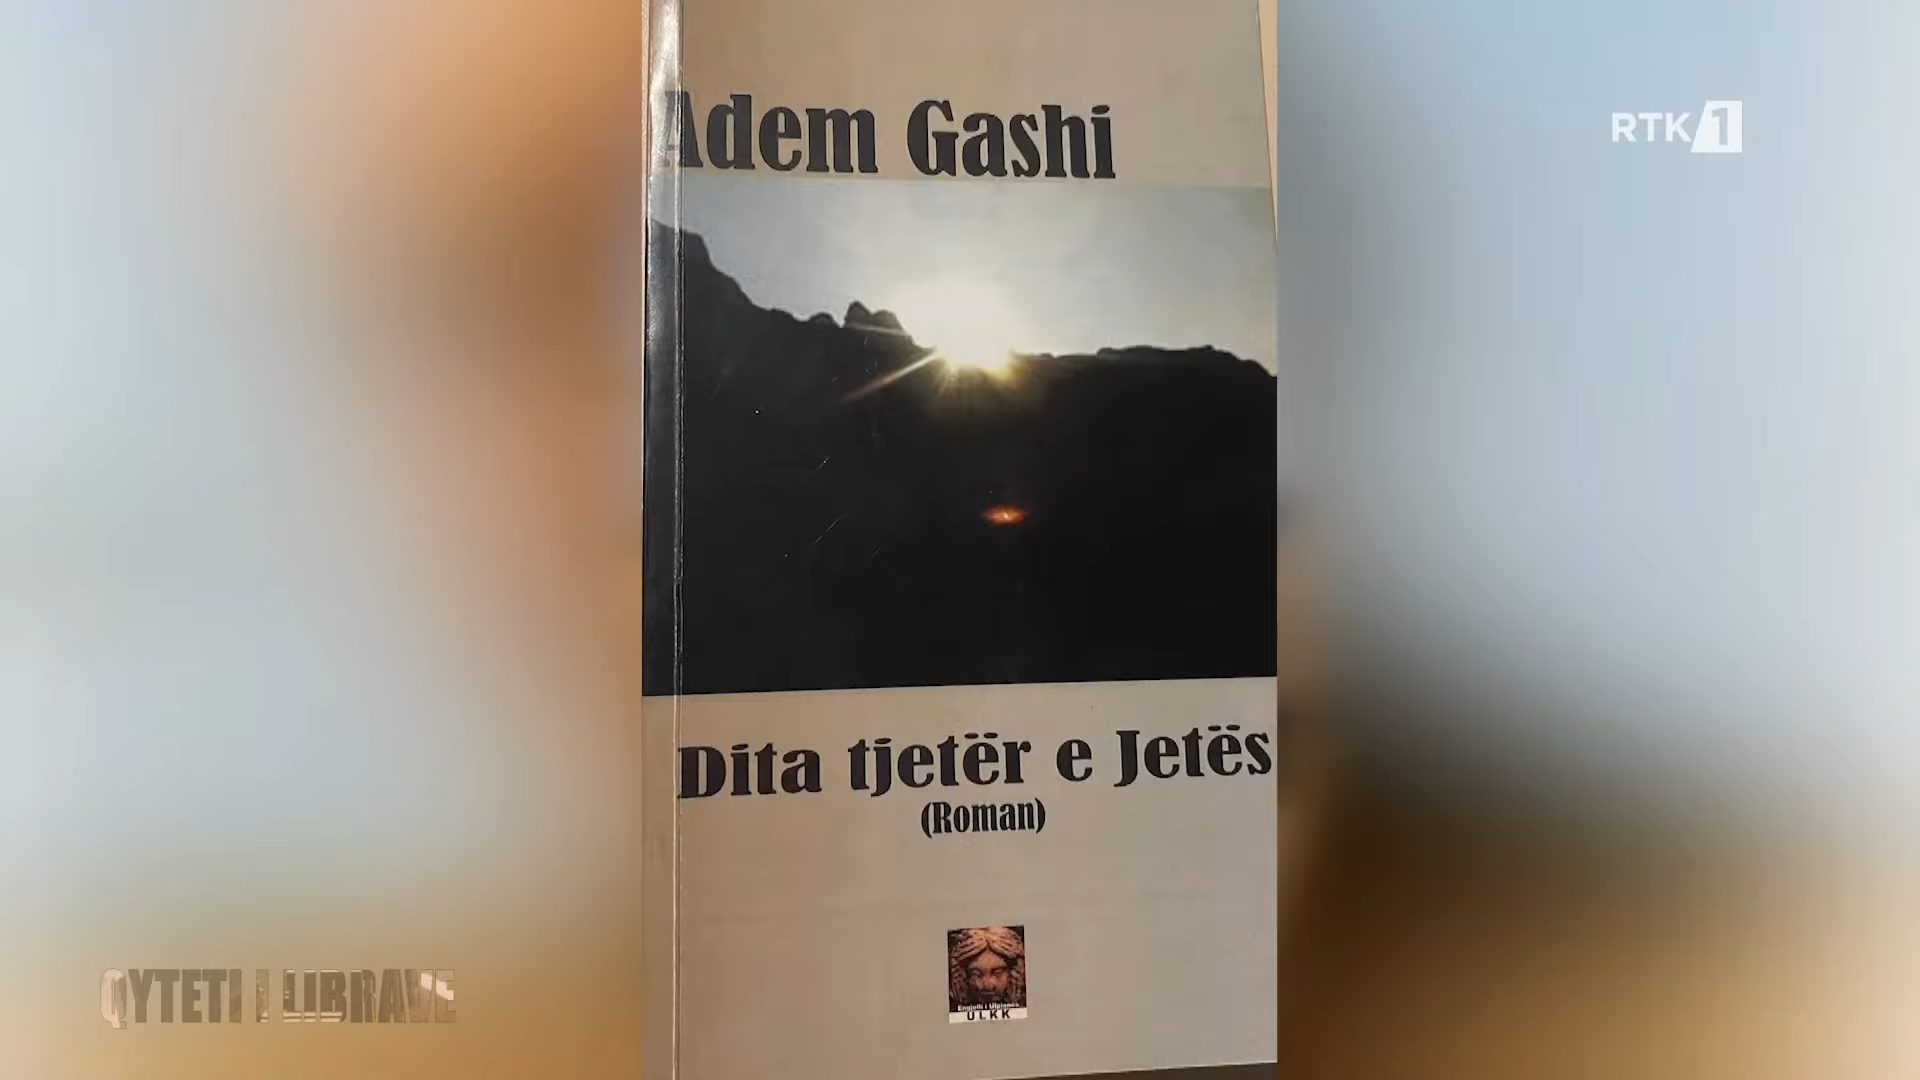 Adem Gashi
RTK 1
Dita tjetër e Jetës
(Roman)
ULKK
QYTETI I LIBRAVE